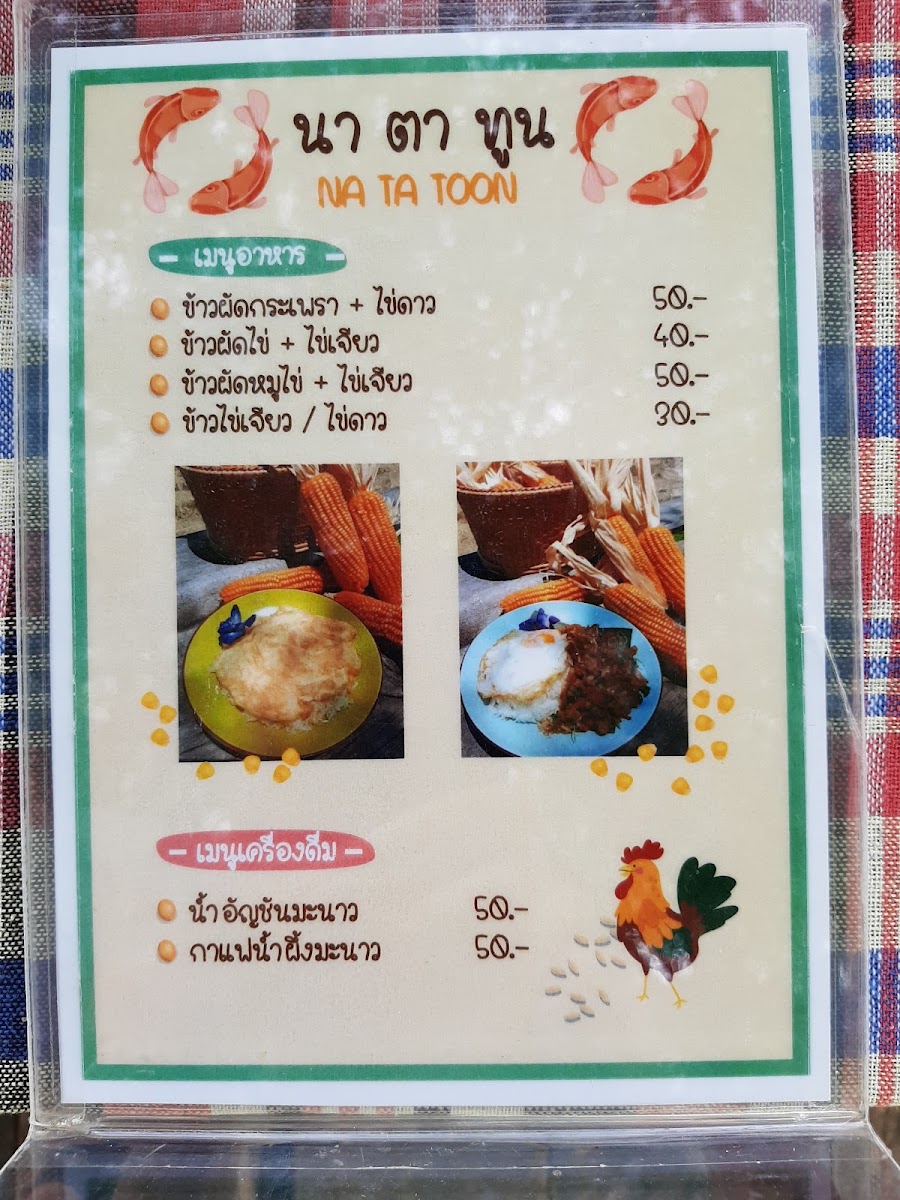 นา ตา ทูน
NA TA TOON
- เมนูอาหาร -
ข้าวผัดกระเพรา + ไข่ดาว 50.-
ข้าวผัดไข่ + ไข่เจียว 40.-
ข้าวผัดหมูไข่ + ไข่เจียว 50.-
ข้าวไข่เจียว / ไข่ดาว 30.-
- เมนูเครื่องดื่ม -
น้ำอัญชันมะนาว 50.-
กาแฟน้ำผึ้งมะนาว 50.-